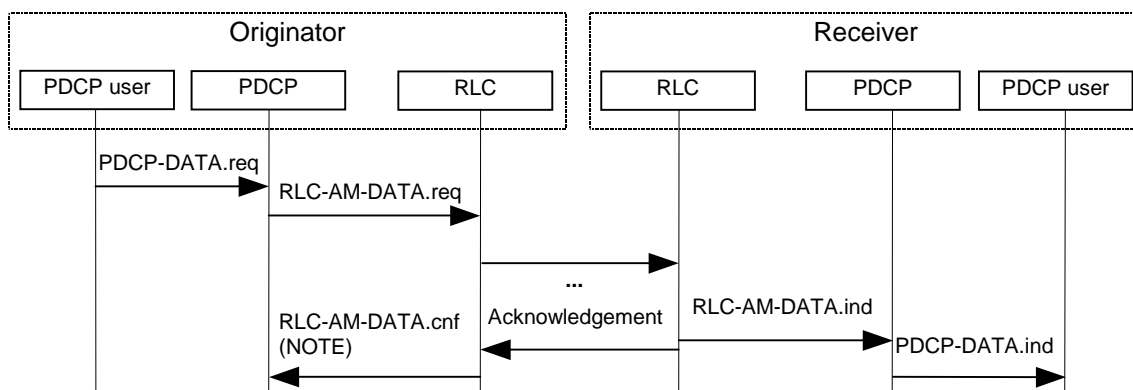 Originator
Receiver
PDCP user
PDCP
RLC
RLC
PDCP
PDCP user
PDCP-DATA.req
RLC-AM-DATA.req
...
RLC-AM-DATA.cnf
(NOTE)
Acknowledgement
RLC-AM-DATA.ind
PDCP-DATA.ind